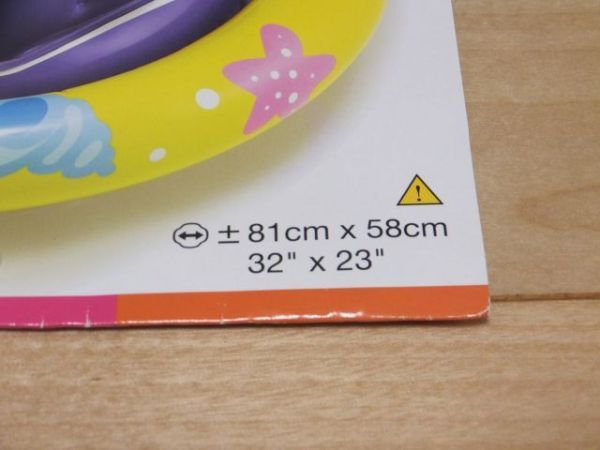 ± 81cm x 58cm
32" x 23"